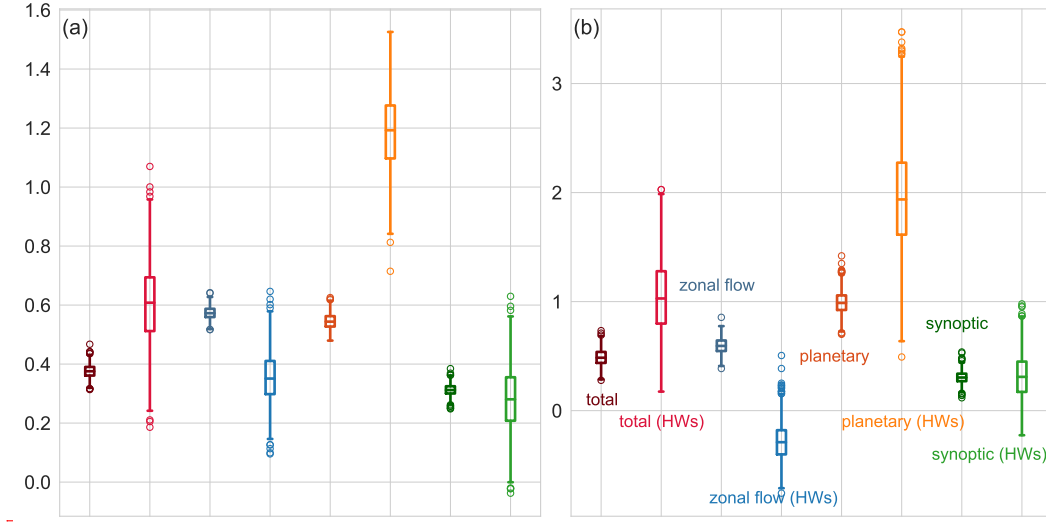 (a)
1.6
1.4
1.2
1.0
0.8
0.6
0.4
0.2
0.0
(b)
3
2
1
0
zonal flow
synoptic
planetary
total
total (HWs)
planetary (HWs)
synoptic (HWs)
zonal flow (HWs)